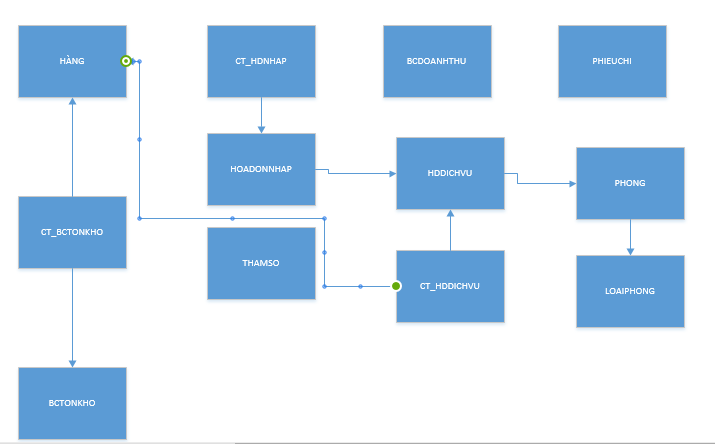 HÀNG
CT_HDNHAP
BCDOANHTHU
PHIEUCHI
HOADONNHAP
HDDICHVU
PHONG
CT_BCTONKHO
THAMSO
CT_HDDICHVU
LOAIPHONG
BCTONKHO